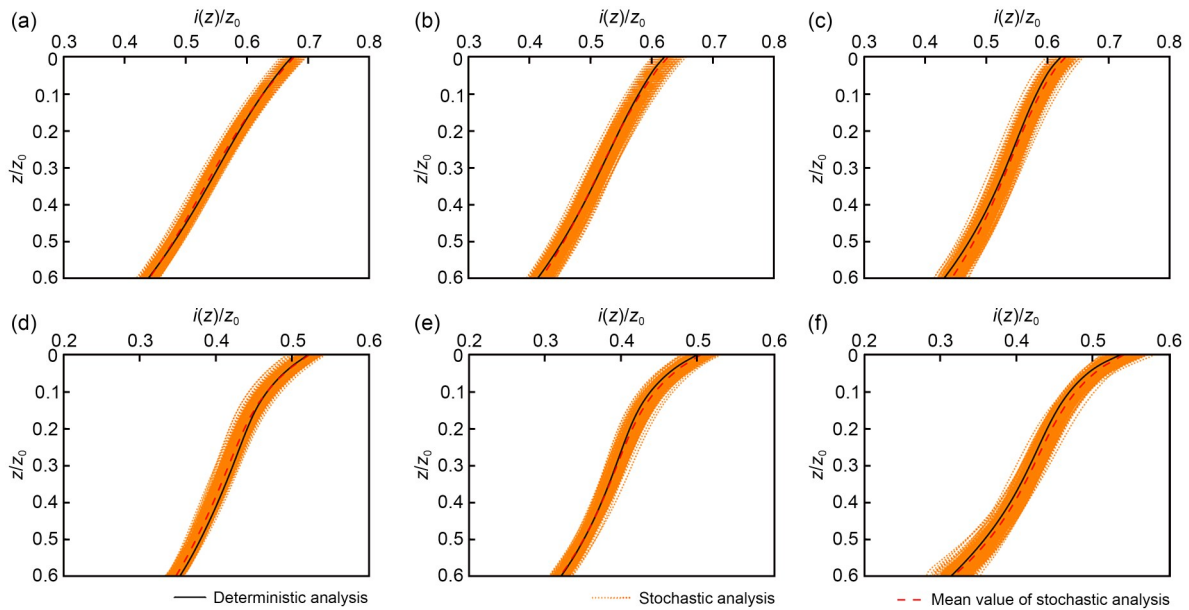 (a) i(z)/z0 (b) i(z)/z0 (c) i(z)/z0
0.3 0.4 0.5 0.6 0.7 0.8 0.3 0.4 0.5 0.6 0.7 0.8 0.3 0.4 0.5 0.6 0.7 0.8
0 0 0
0.1 0.1 0.1
0.2 0.2 0.2
z/z0 z/z0 z/z0
0.3 0.3 0.3
0.4 0.4 0.4
0.5 0.5 0.5
0.6 0.6 0.6
(d) i(z)/z0 (e) i(z)/z0 (f) i(z)/z0
0.2 0.3 0.4 0.5 0.6 0.2 0.3 0.4 0.5 0.6 0.2 0.3 0.4 0.5 0.6
0 0 0
0.1 0.1 0.1
0.2 0.2 0.2
z/z0 z/z0 z/z0
0.3 0.3 0.3
0.4 0.4 0.4
0.5 0.5 0.5
0.6 0.6 0.6
Deterministic analysis Stochastic analysis Mean value of stochastic analysis